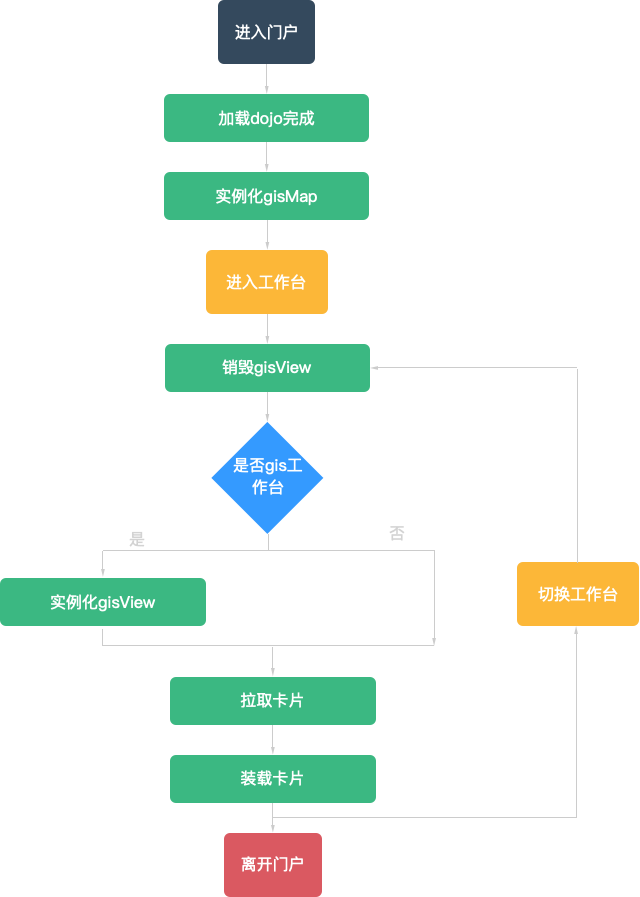 进入门户
加载dojo完成
实例化gisMap
进入工作台
销毁gisView
是否gis工
作台
是
否
实例化gisView
切换工作台
拉取卡片
装载卡片
离开门户